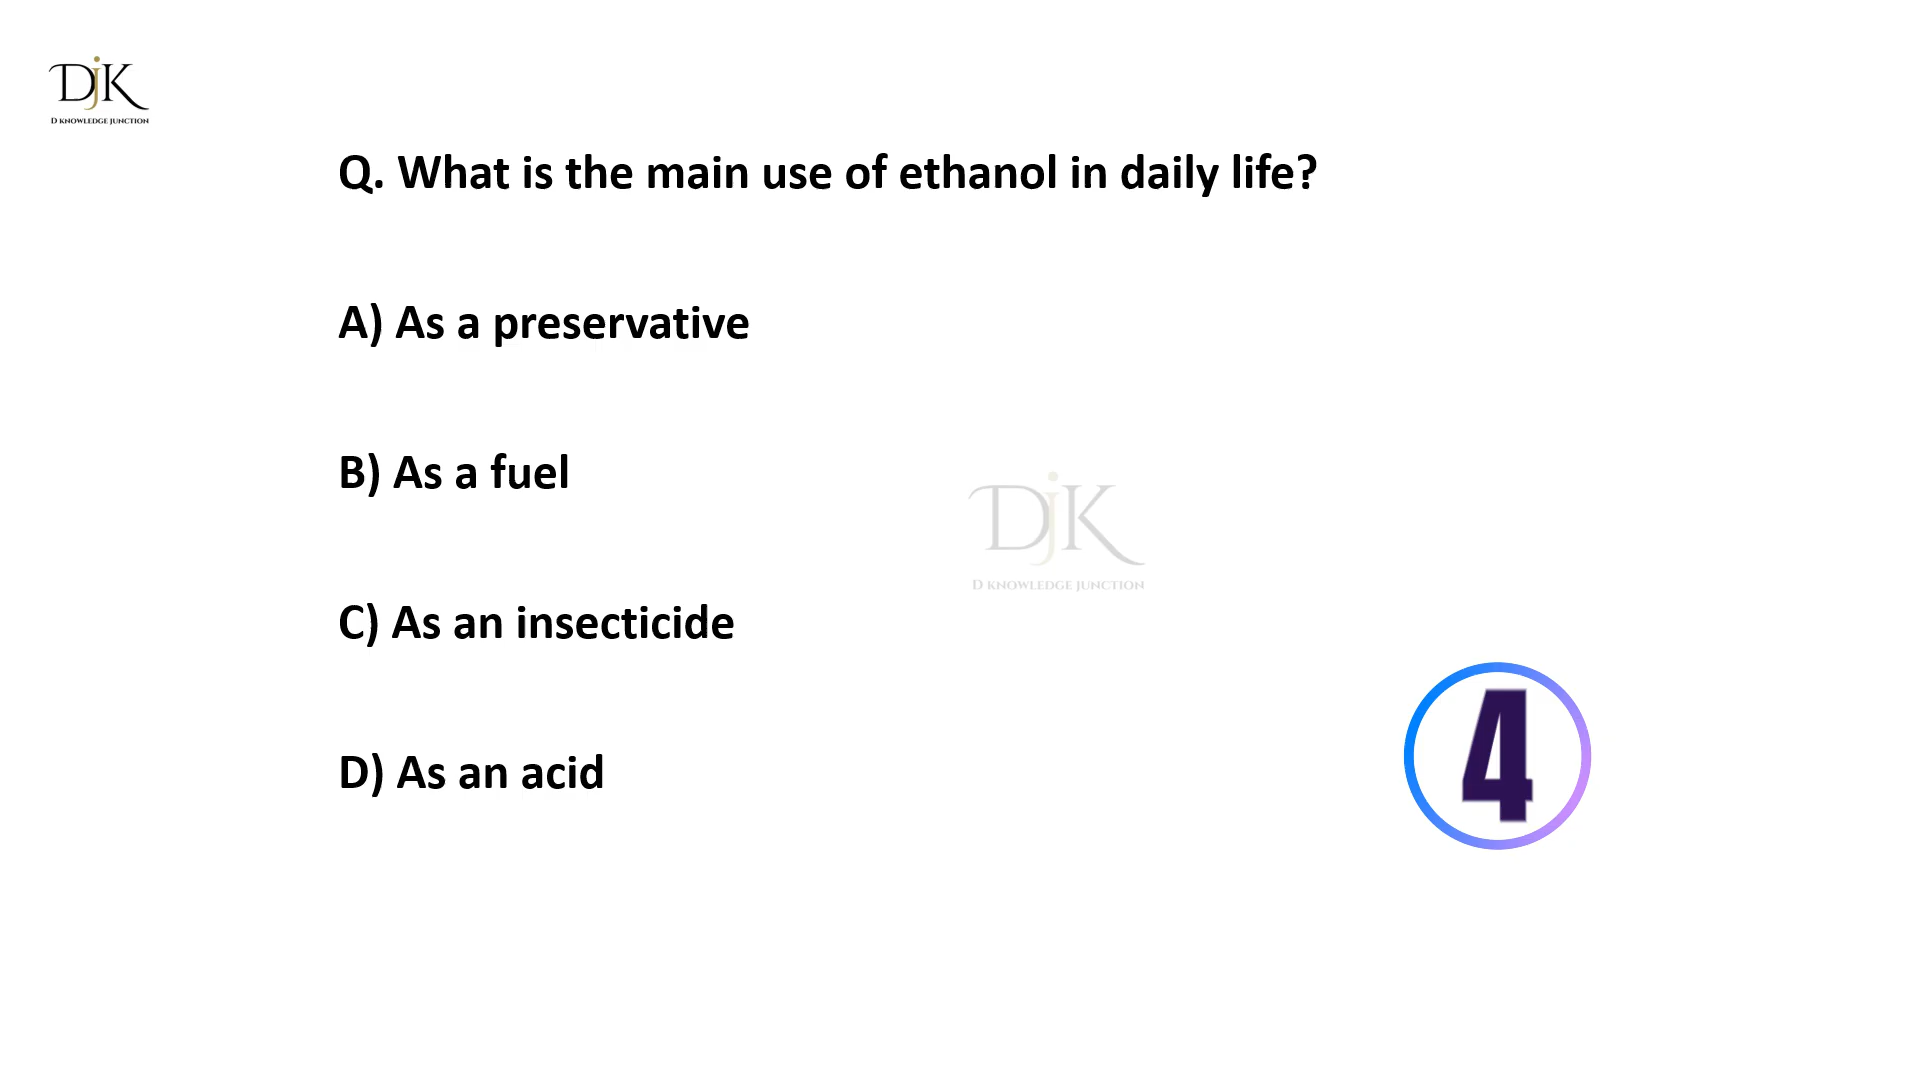 DjK
D KNOWLEDGE JUNCTION
Q. What is the main use of ethanol in daily life?
A) As a preservative
B) As a fuel
DjK
D KNOWLEDGE JUNCTION
C) As an insecticide
4
D) As an acid